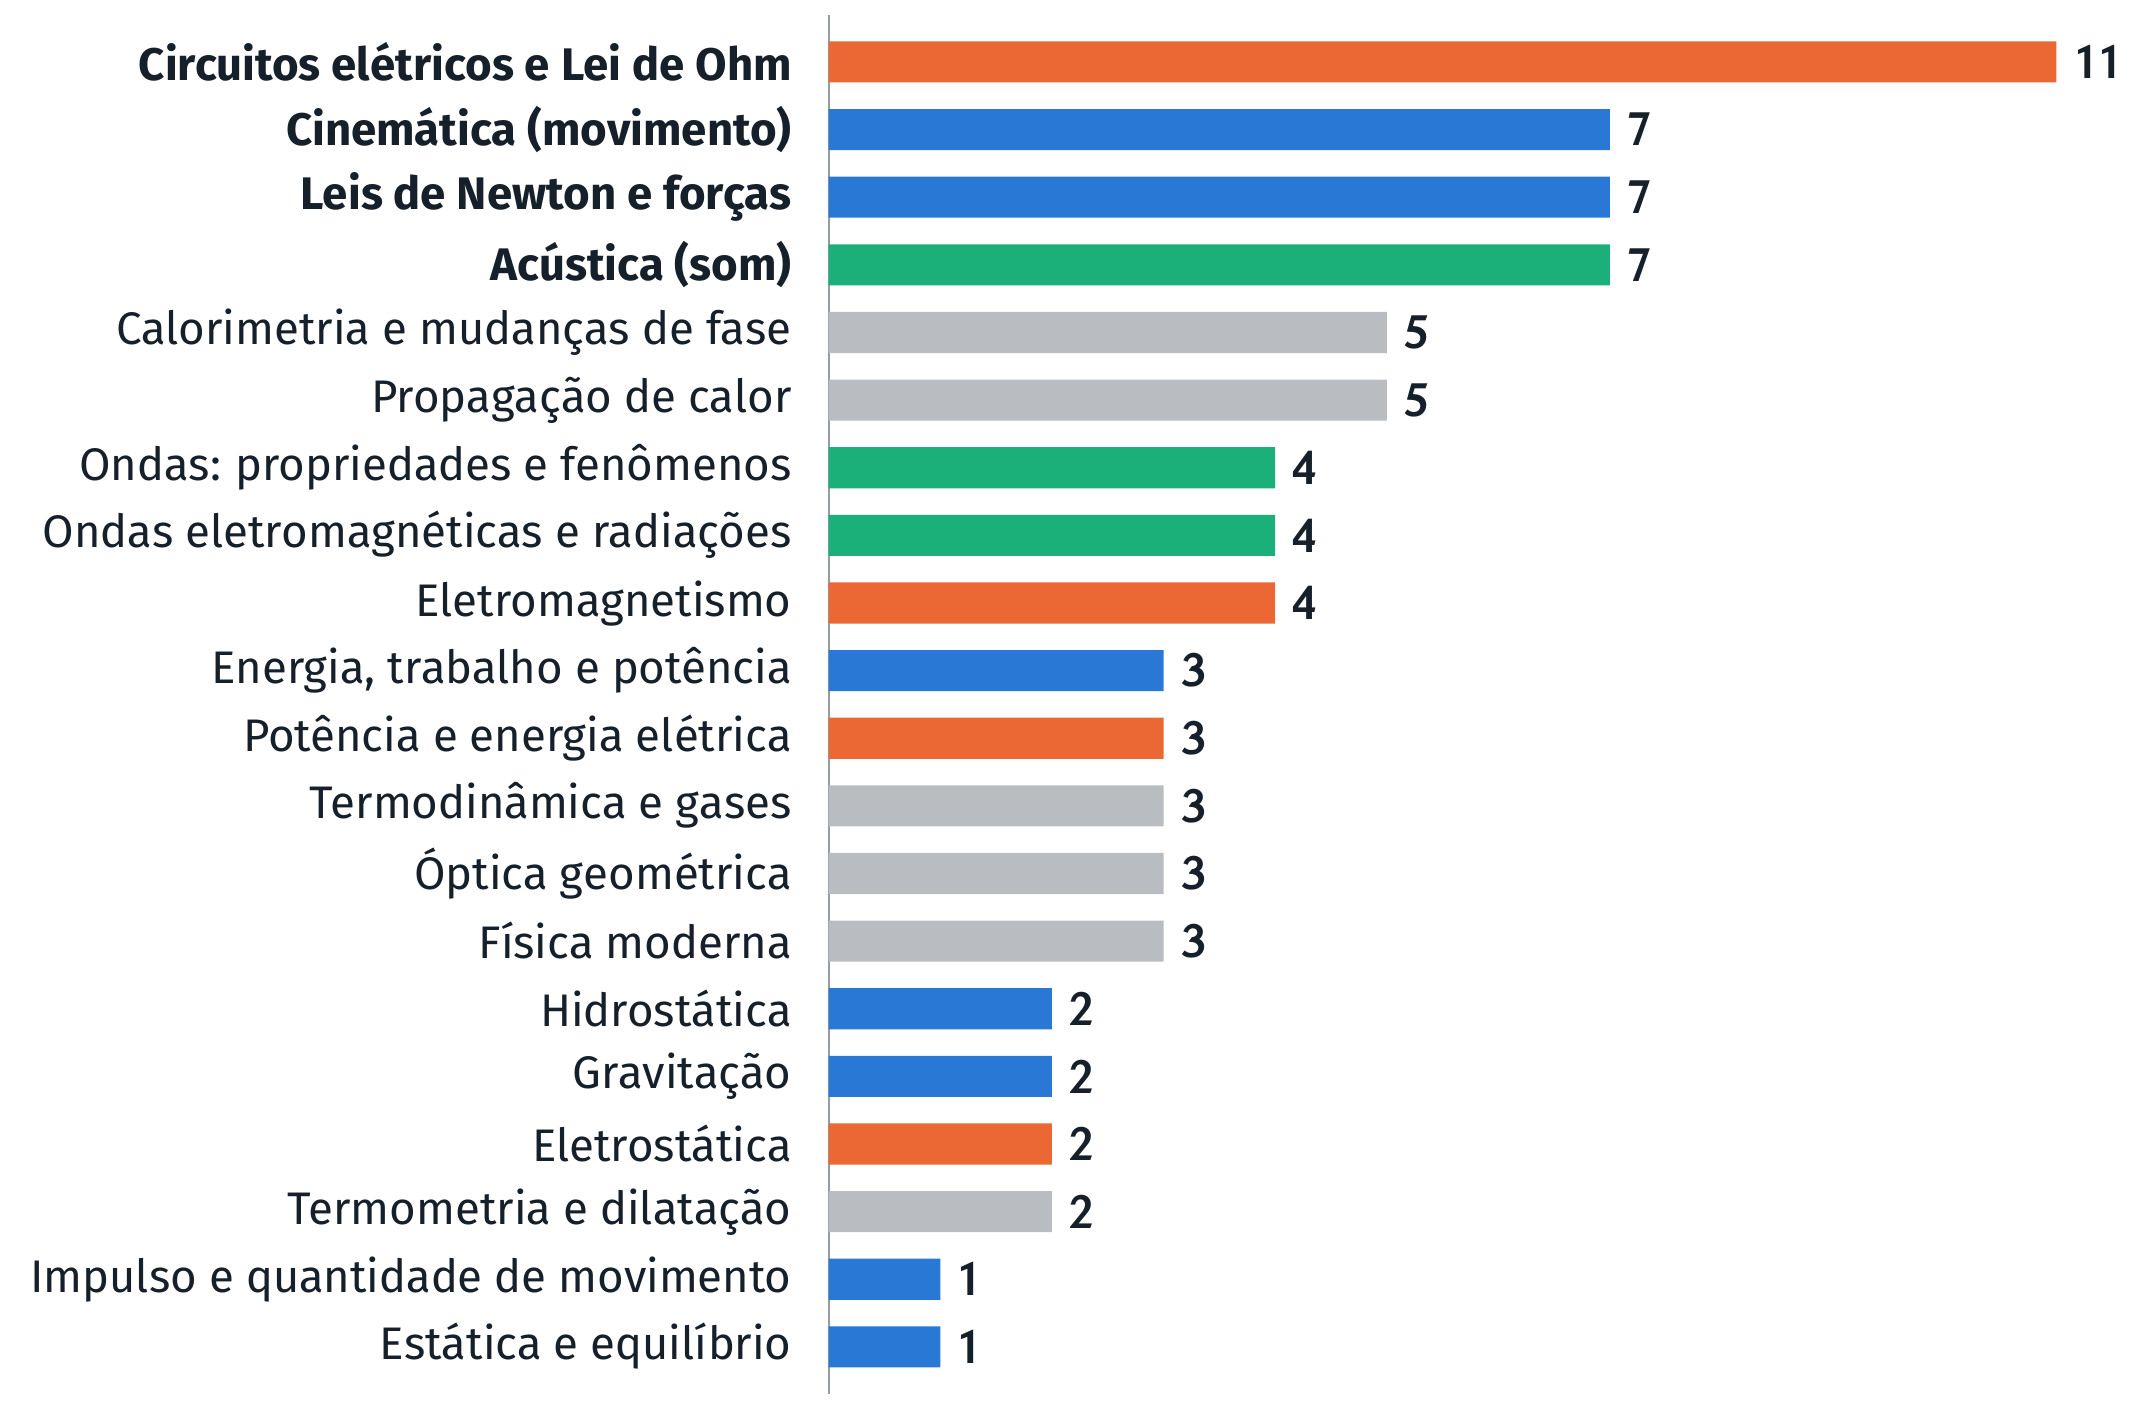 Circuitos elétricos e Lei de Ohm 11
Cinemática (movimento) 7
Leis de Newton e forças 7
Acústica (som) 7
Calorimetria e mudanças de fase 5
Propagação de calor 5
Ondas: propriedades e fenômenos 4
Ondas eletromagnéticas e radiações 4
Eletromagnetismo 4
Energia, trabalho e potência 3
Potência e energia elétrica 3
Termodinâmica e gases 3
Óptica geométrica 3
Física moderna 3
Hidrostática 2
Gravitação 2
Eletrostática 2
Termometria e dilatação 2
Impulso e quantidade de movimento 1
Estática e equilíbrio 1